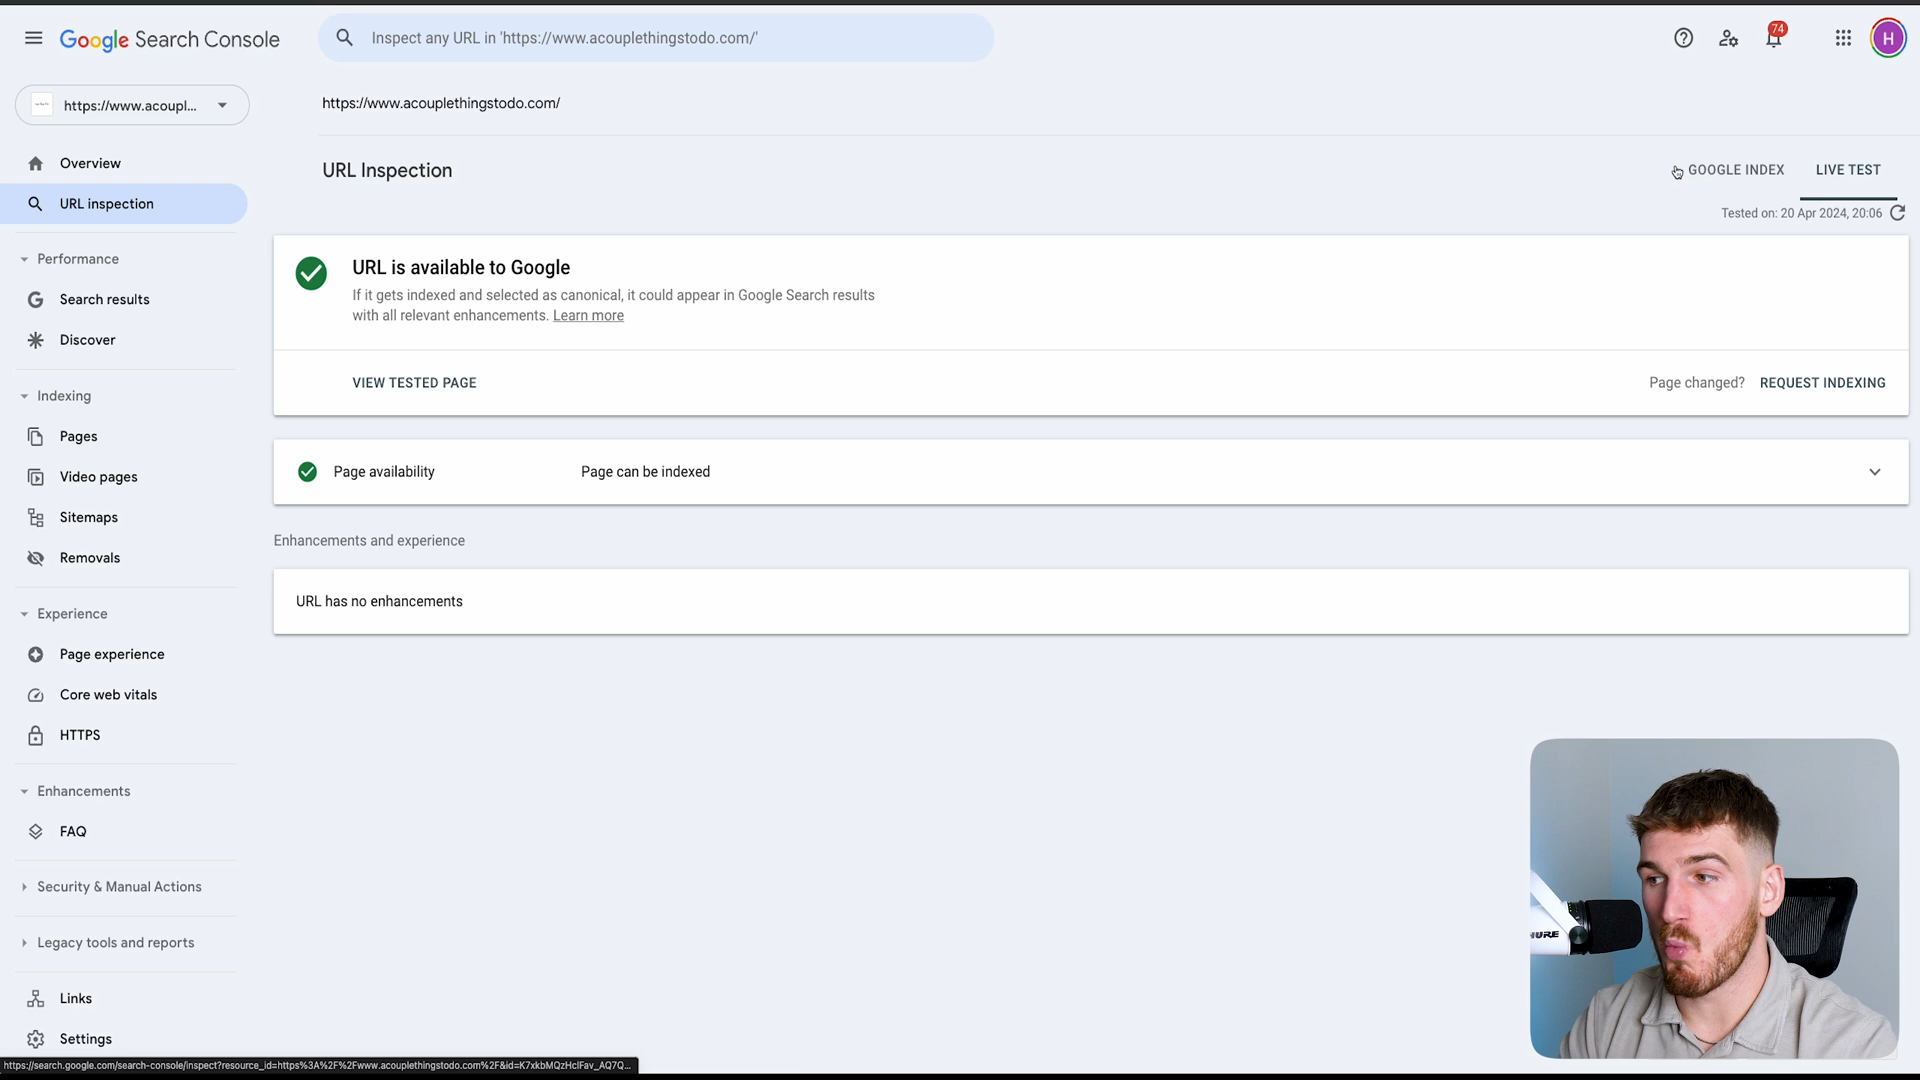 Google Search Console
Inspect any URL in 'https://www.acouplethingstodo.com/'
74
H
https://www.acoupl...
https://www.acouplethingstodo.com/
Overview
URL inspection
Performance
Search results
Discover
Indexing
Pages
Video pages
Sitemaps
Removals
Experience
Page experience
Core web vitals
HTTPS
Enhancements
FAQ
Security & Manual Actions
Legacy tools and reports
Links
Settings
URL Inspection
GOOGLE INDEX
LIVE TEST
Tested on: 20 Apr 2024, 20:06
URL is available to Google
If it gets indexed and selected as canonical, it could appear in Google Search results
with all relevant enhancements. Learn more
VIEW TESTED PAGE
Page changed? REQUEST INDEXING
Page availability
Page can be indexed
Enhancements and experience
URL has no enhancements
HURE